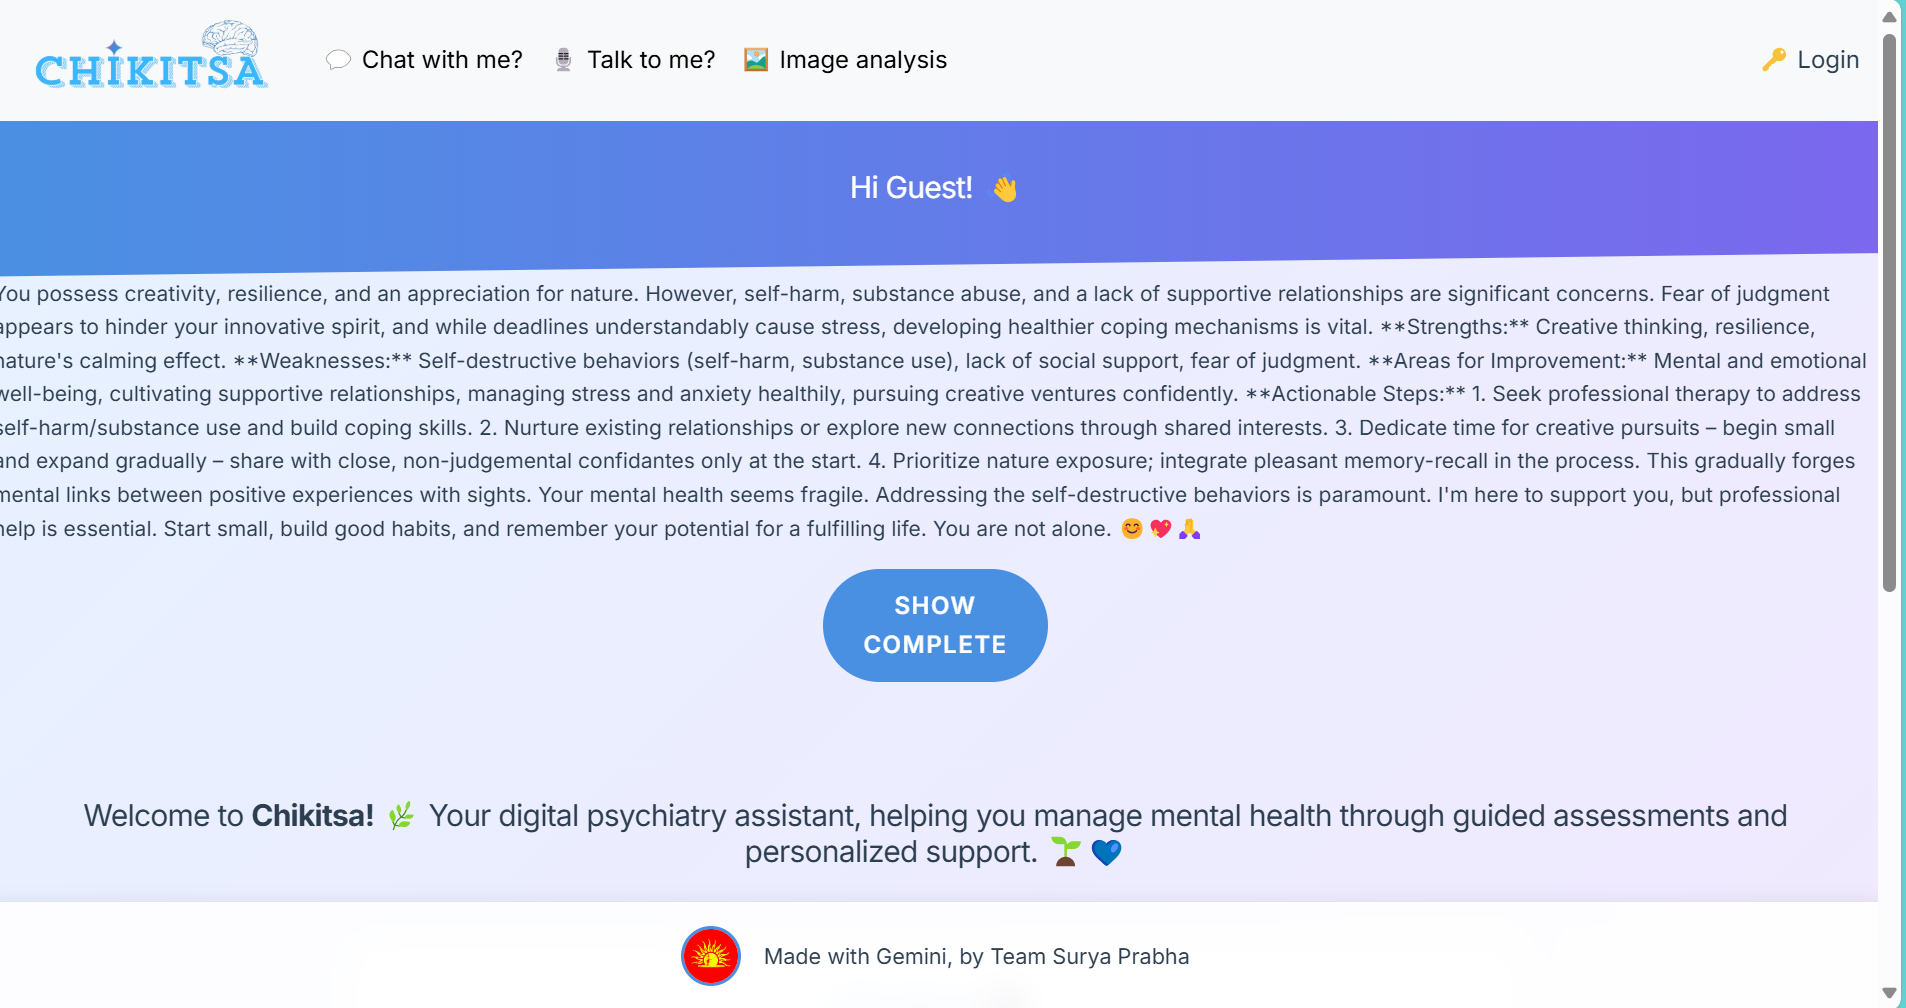 CHIKITSA
Chat with me?
Talk to me?
Image analysis
Login
Hi Guest!
You possess creativity, resilience, and an appreciation for nature. However, self-harm, substance abuse, and a lack of supportive relationships are significant concerns. Fear of judgment
appears to hinder your innovative spirit, and while deadlines understandably cause stress, developing healthier coping mechanisms is vital. **Strengths:** Creative thinking, resilience,
nature's calming effect. **Weaknesses:** Self-destructive behaviors (self-harm, substance use), lack of social support, fear of judgment. **Areas for Improvement:** Mental and emotional
well-being, cultivating supportive relationships, managing stress and anxiety healthily, pursuing creative ventures confidently. **Actionable Steps:** 1. Seek professional therapy to address
self-harm/substance use and build coping skills. 2. Nurture existing relationships or explore new connections through shared interests. 3. Dedicate time for creative pursuits – begin small
and expand gradually – share with close, non-judgemental confidantes only at the start. 4. Prioritize nature exposure; integrate pleasant memory-recall in the process. This gradually forges
mental links between positive experiences with sights. Your mental health seems fragile. Addressing the self-destructive behaviors is paramount. I'm here to support you, but professional
help is essential. Start small, build good habits, and remember your potential for a fulfilling life. You are not alone. 😊 💖 🙏
SHOW
COMPLETE
Welcome to Chikitsa! 🌿 Your digital psychiatry assistant, helping you manage mental health through guided assessments and
personalized support. 🌱 💙
Made with Gemini, by Team Surya Prabha